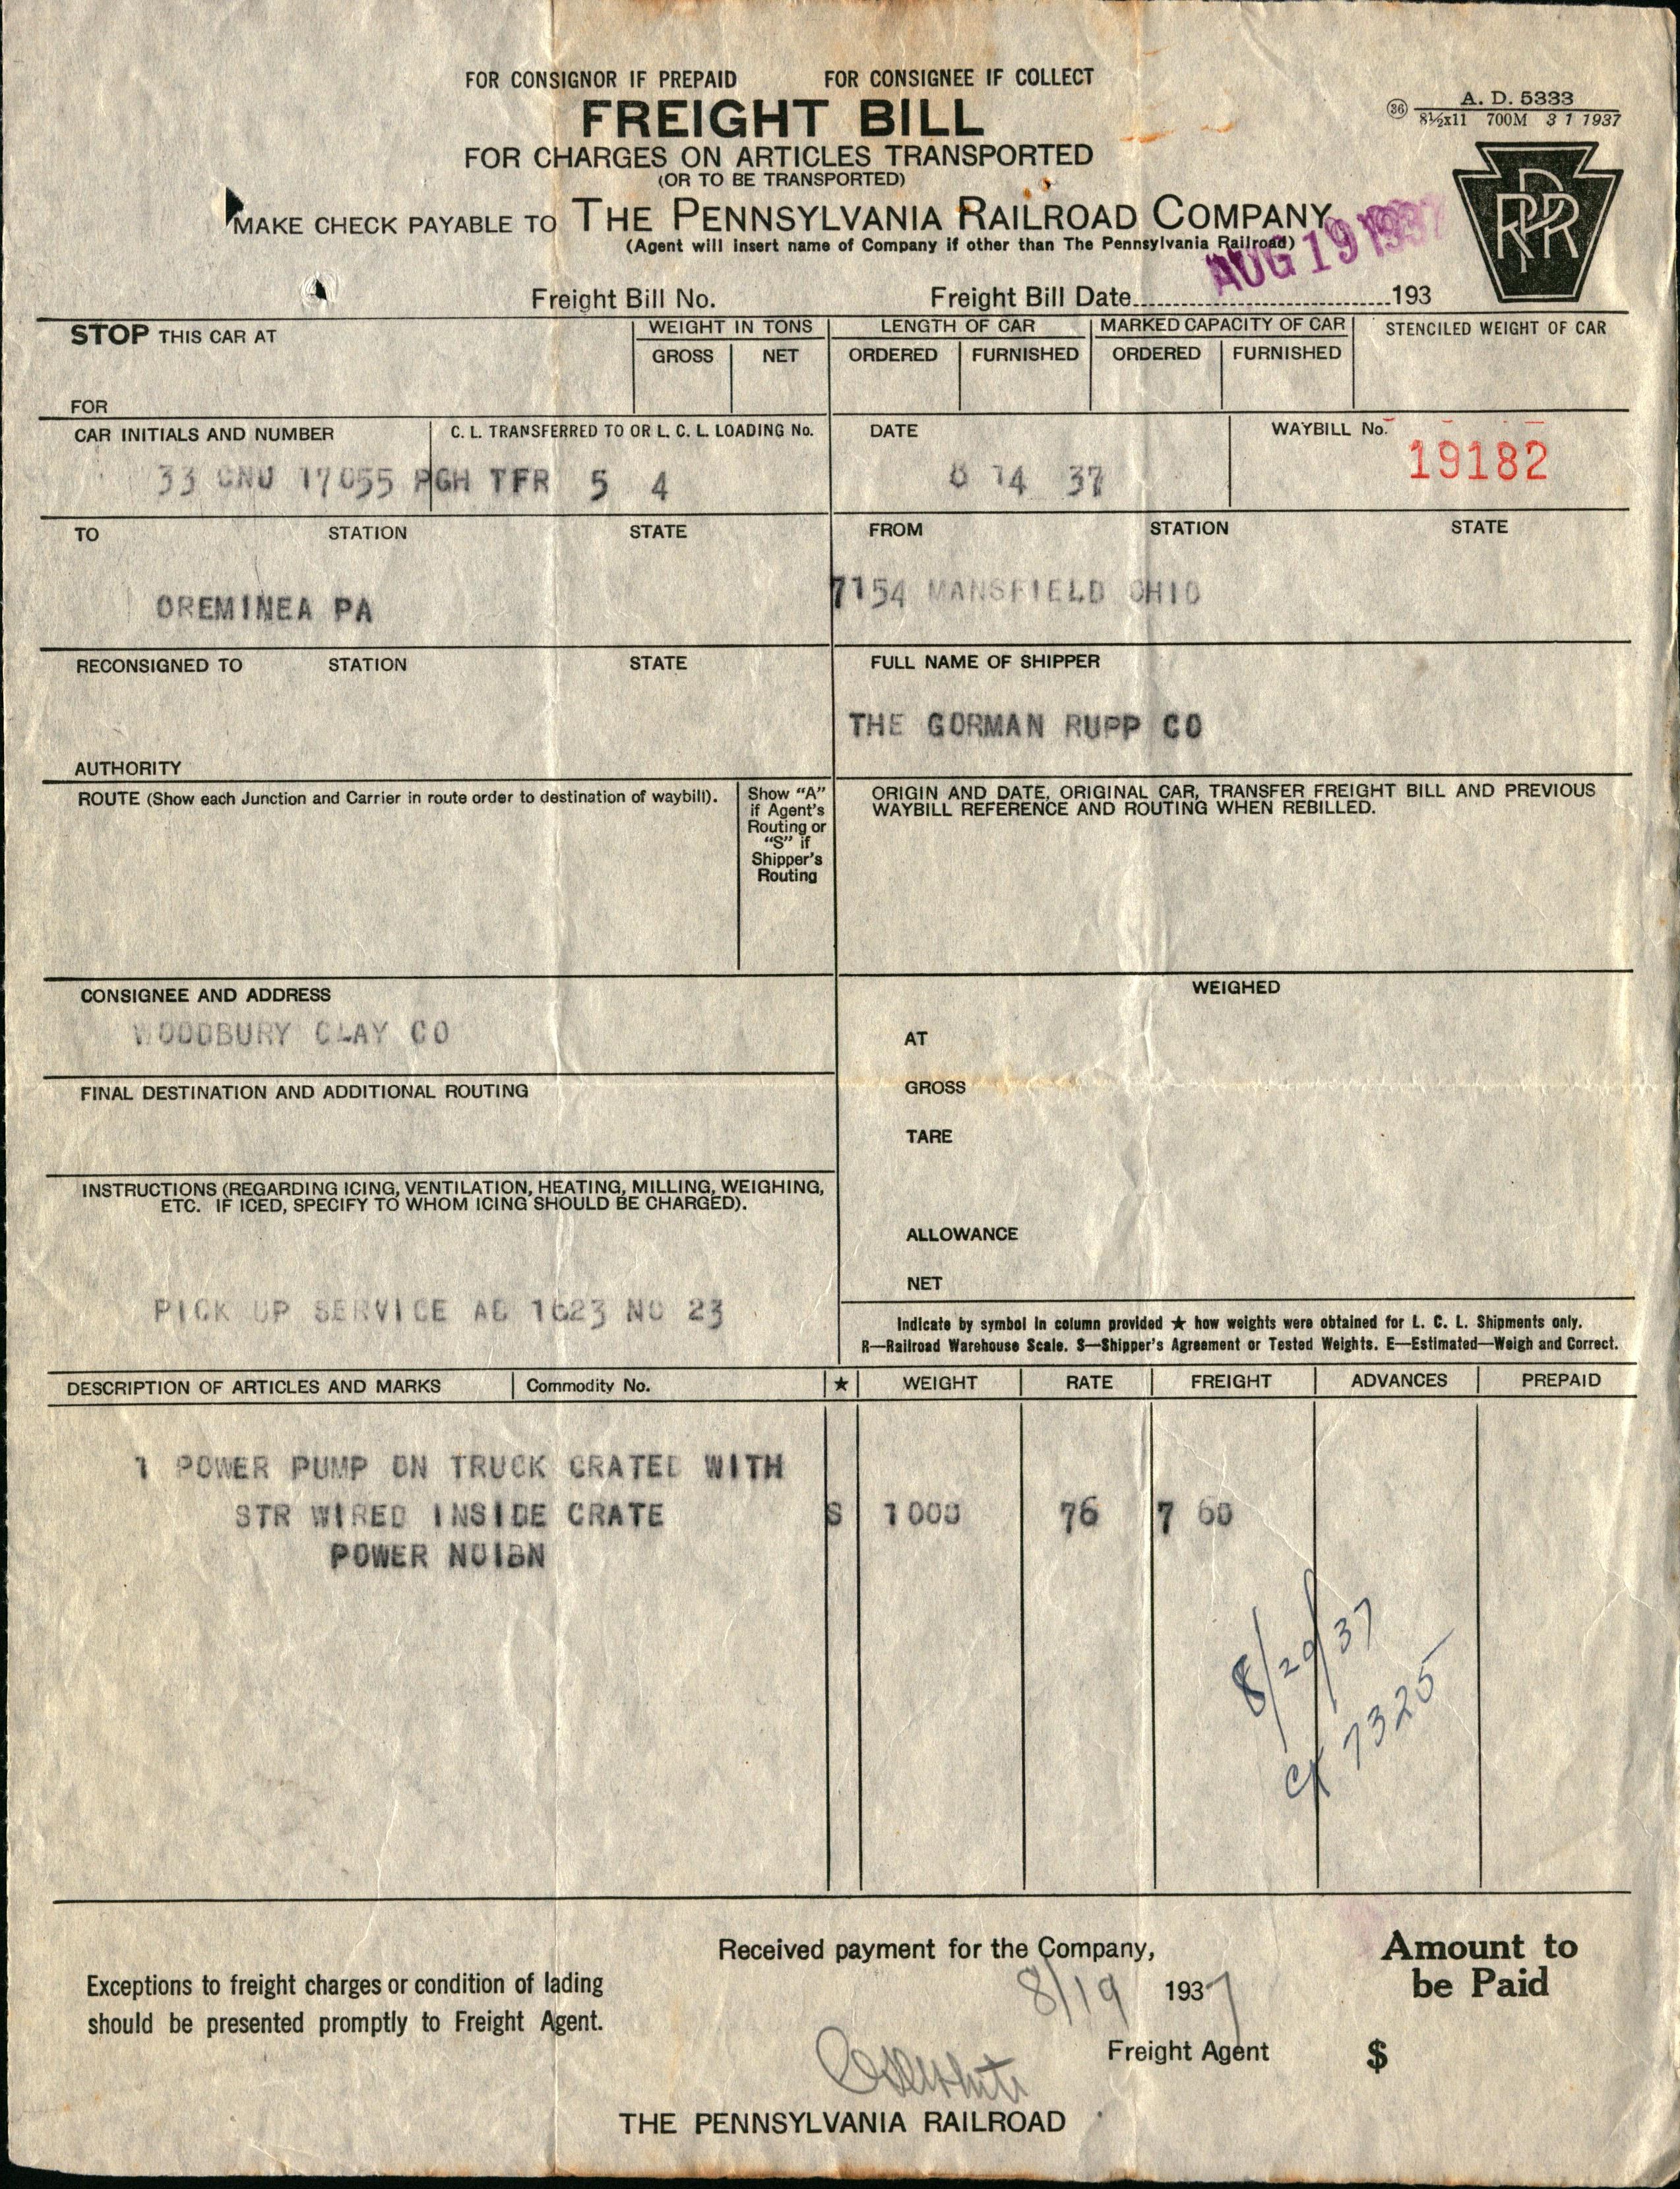 FOR CONSIGNOR IF PREPAID FOR CONSIGNEE IF COLLECT
FREIGHT BILL
FOR CHARGES ON ARTICLES TRANSPORTED
(OR TO BE TRANSPORTED)
36 A. D. 5333
8½x11 700M 3 1 1937
MAKE CHECK PAYABLE TO THE PENNSYLVANIA RAILROAD COMPANY
(Agent will insert name of Company if other than The Pennsylvania Railroad)
PRR
AUG 19 1937
Freight Bill No. Freight Bill Date 193
STOP THIS CAR AT
FOR
WEIGHT IN TONS
GROSS NET
LENGTH OF CAR
ORDERED FURNISHED
MARKED CAPACITY OF CAR
ORDERED FURNISHED
STENCILED WEIGHT OF CAR
CAR INITIALS AND NUMBER C. L. TRANSFERRED TO OR L. C. L. LOADING No. DATE WAYBILL No.
33 CNU 17055 PGH TFR 5 4 8 14 37 19182
TO STATION STATE FROM STATION STATE
OREMINEA PA 7154 MANSFIELD OHIO
RECONSIGNED TO STATION STATE FULL NAME OF SHIPPER
THE GORMAN RUPP CO
AUTHORITY
ROUTE (Show each Junction and Carrier in route order to destination of waybill).
Show "A"
if Agent's
Routing or
"S" if
Shipper's
Routing
ORIGIN AND DATE, ORIGINAL CAR, TRANSFER FREIGHT BILL AND PREVIOUS
WAYBILL REFERENCE AND ROUTING WHEN REBILLED.
CONSIGNEE AND ADDRESS
WOODBURY CLAY CO
FINAL DESTINATION AND ADDITIONAL ROUTING
INSTRUCTIONS (REGARDING ICING, VENTILATION, HEATING, MILLING, WEIGHING,
ETC. IF ICED, SPECIFY TO WHOM ICING SHOULD BE CHARGED).
PICK UP SERVICE AD 1623 NO 23
WEIGHED
AT
GROSS
TARE
ALLOWANCE
NET
Indicate by symbol in column provided ★ how weights were obtained for L. C. L. Shipments only.
R—Railroad Warehouse Scale. S—Shipper's Agreement or Tested Weights. E—Estimated—Weigh and Correct.
DESCRIPTION OF ARTICLES AND MARKS Commodity No. ★ WEIGHT RATE FREIGHT ADVANCES PREPAID
1 POWER PUMP ON TRUCK CRATED WITH
STR WIRED INSIDE CRATE S 1000 76 7 60
POWER NOIBN
8/20/37
CK 7325
Received payment for the Company,
8/19 1937
Exceptions to freight charges or condition of lading
should be presented promptly to Freight Agent.
Freight Agent
THE PENNSYLVANIA RAILROAD
Amount to
be Paid
$